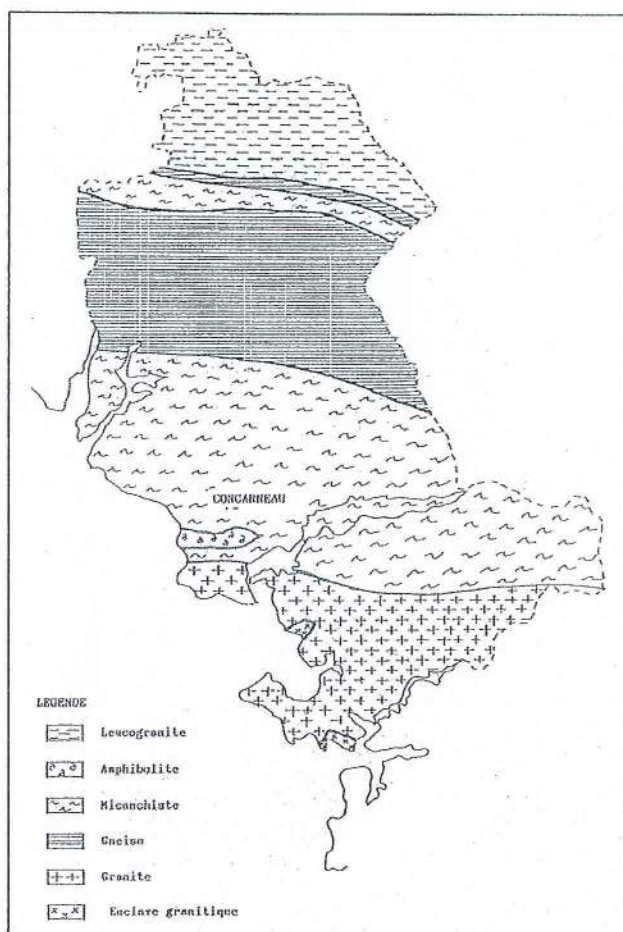 CONCARNEAU
LEGENDE
Leucogranite
Amphibolite
Micaschiste
Gneiss
Granite
Enclave granitique